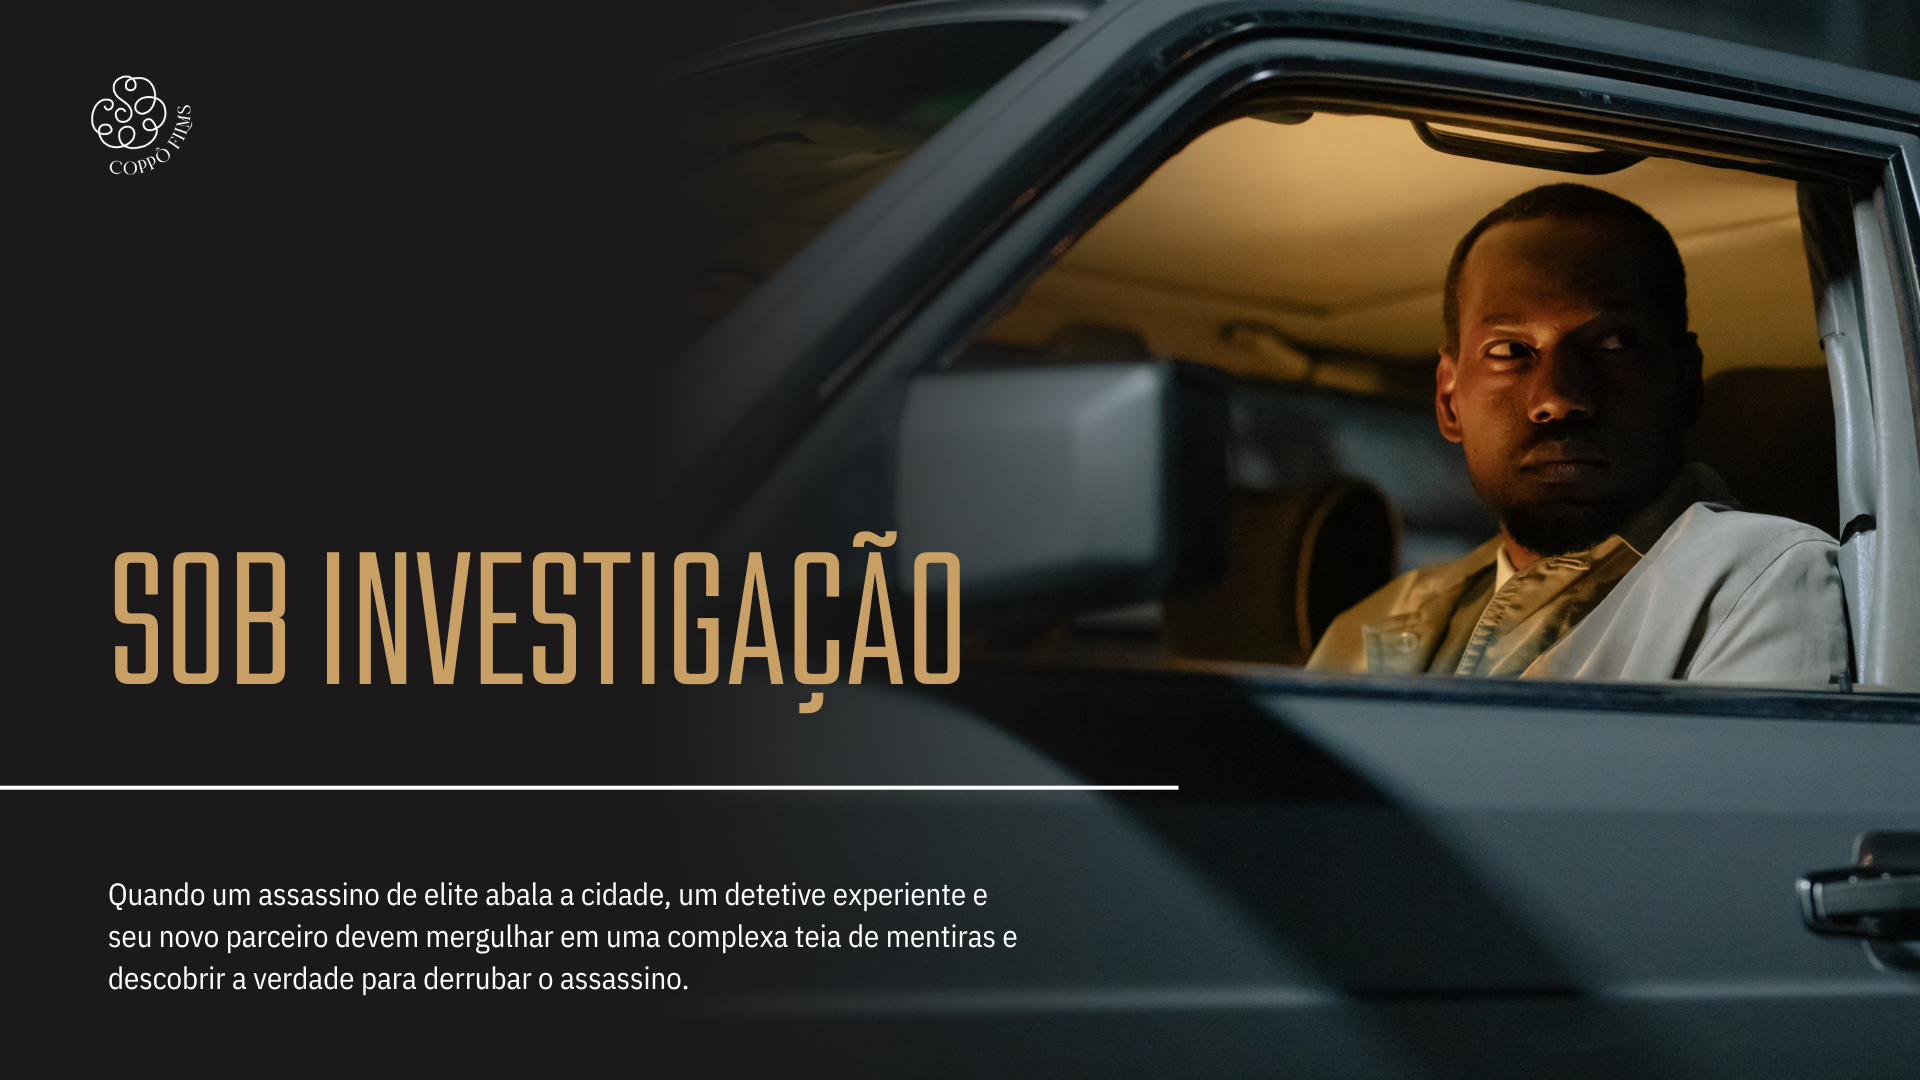 COPPÔ FILMS
SOB INVESTIGAÇÃO
Quando um assassino de elite abala a cidade, um detetive experiente e
seu novo parceiro devem mergulhar em uma complexa teia de mentiras e
descobrir a verdade para derrubar o assassino.